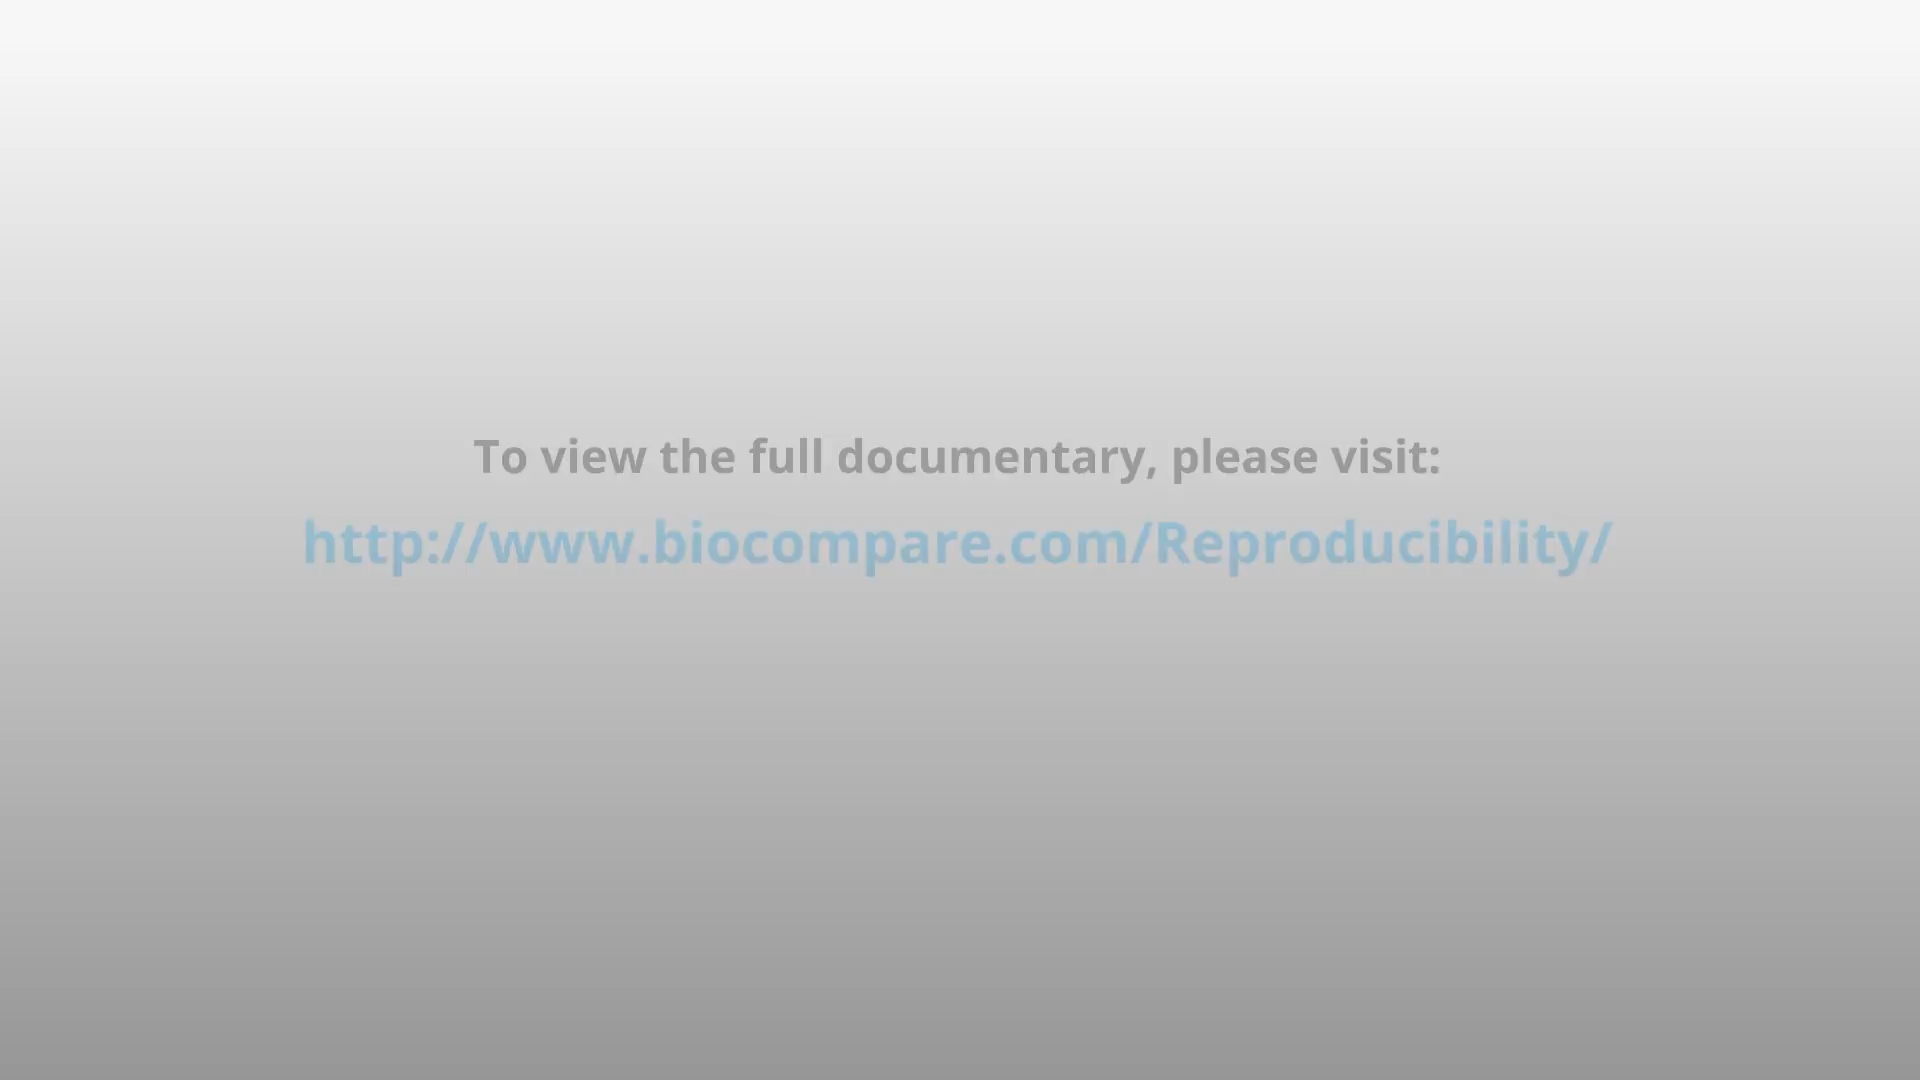 To view the full documentary, please visit:
http://www.biocompare.com/Reproducibility/